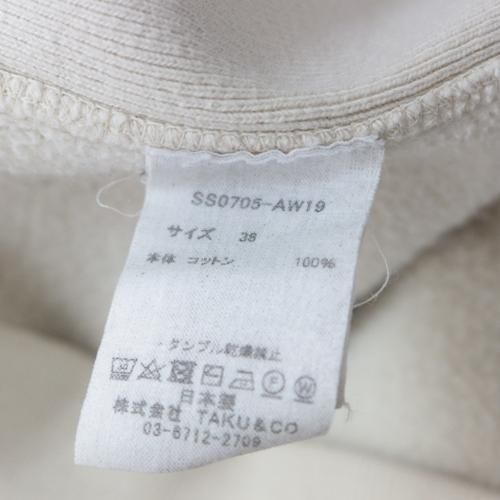 SS0705-AW19
サイズ 38
本体 コットン 100%
タンブル乾燥禁止
日本製
株式会社 TAKU&CO
03-6712-2709